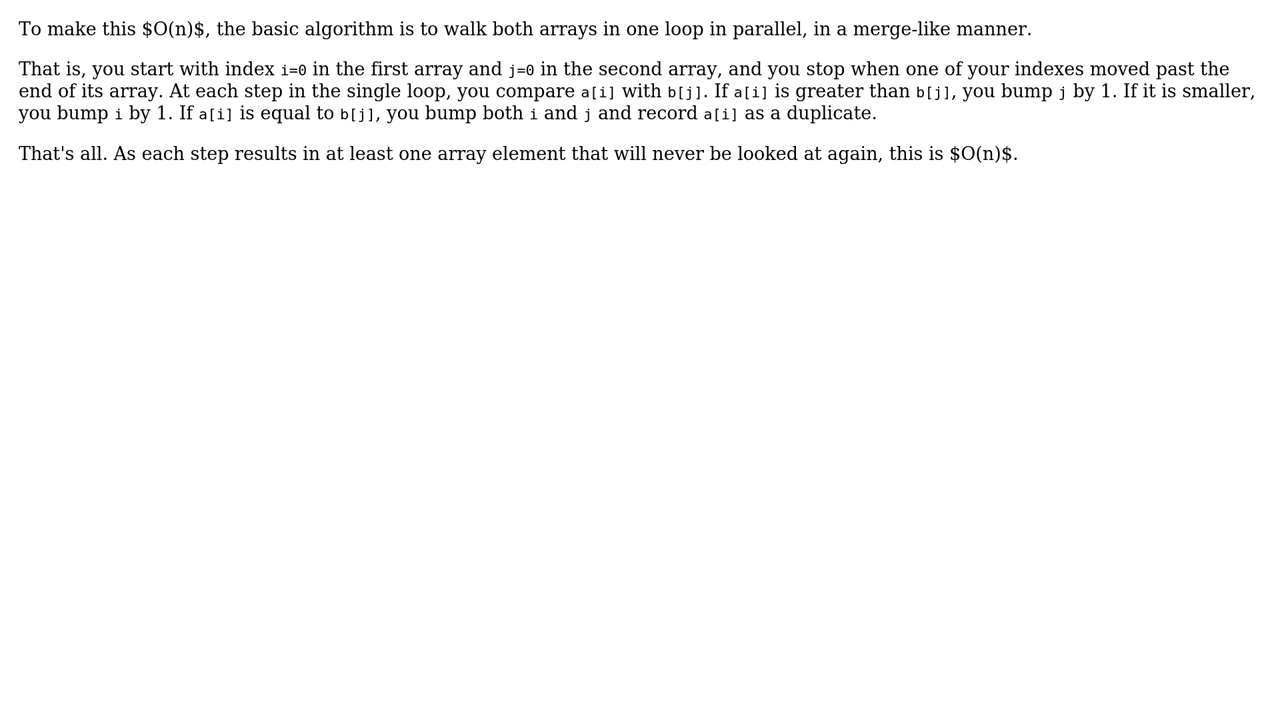 To make this $O(n)$, the basic algorithm is to walk both arrays in one loop in parallel, in a merge-like manner.
That is, you start with index i=0 in the first array and j=0 in the second array, and you stop when one of your indexes moved past the
end of its array. At each step in the single loop, you compare a[i] with b[j]. If a[i] is greater than b[j], you bump j by 1. If it is smaller,
you bump i by 1. If a[i] is equal to b[j], you bump both i and j and record a[i] as a duplicate.
That's all. As each step results in at least one array element that will never be looked at again, this is $O(n)$.